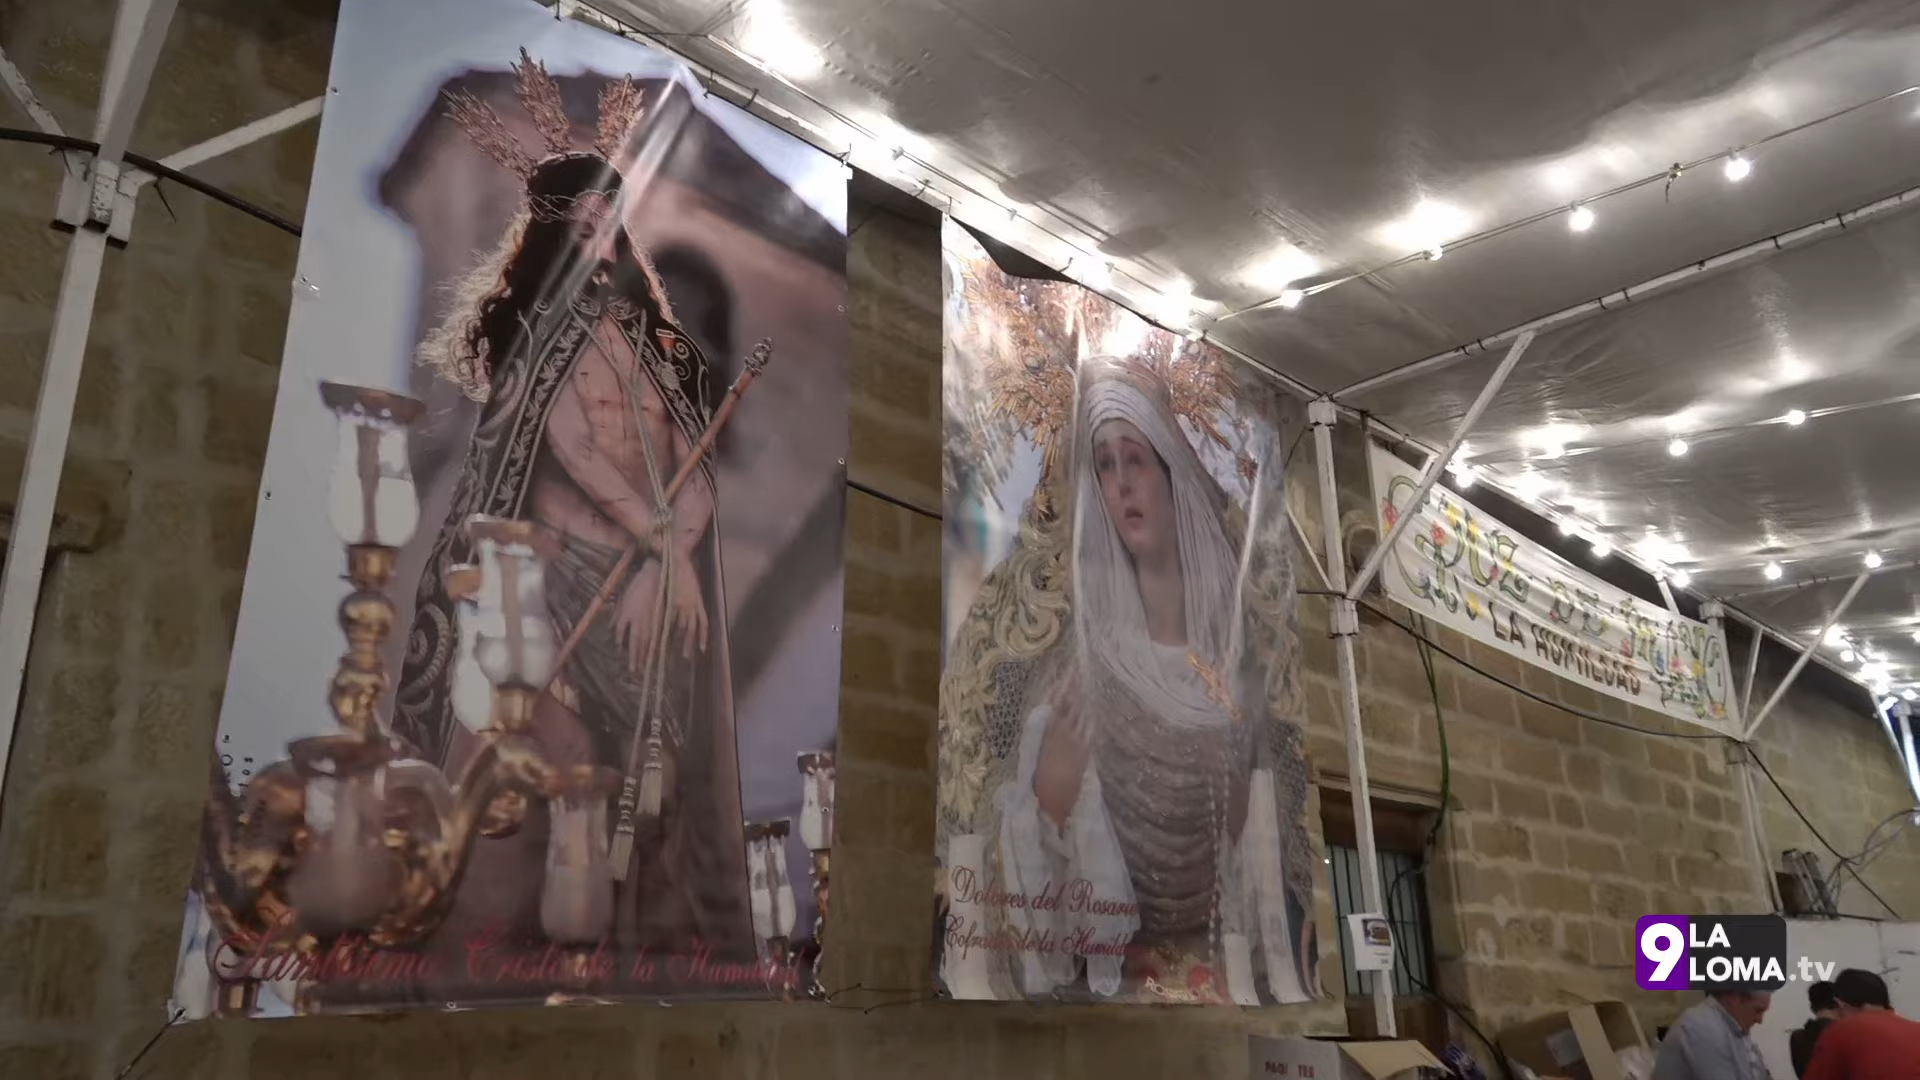 Santísimo Cristo de la Humildad
Dolores del Rosario
Cofradía de la Humildad
CRUZ DE MAYO
LA HUMILDAD
9 LA
LOMA.tv